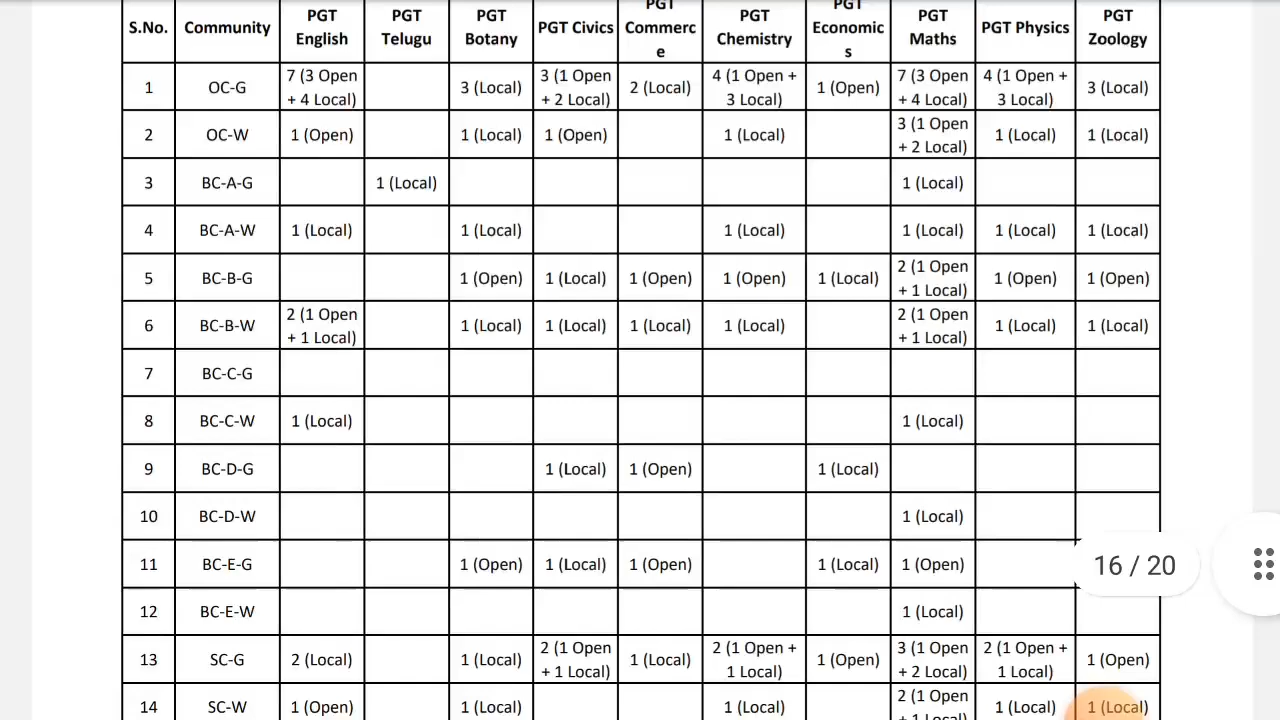 S.No. Community PGT English PGT Telugu PGT Botany PGT Civics PGT Commerc e PGT Chemistry PGT Economic s PGT Maths PGT Physics PGT Zoology
1 OC-G 7 (3 Open + 4 Local) 3 (Local) 3 (1 Open + 2 Local) 2 (Local) 4 (1 Open + 3 Local) 1 (Open) 7 (3 Open + 4 Local) 4 (1 Open + 3 Local) 3 (Local)
2 OC-W 1 (Open) 1 (Local) 1 (Open) 1 (Local) 3 (1 Open + 2 Local) 1 (Local) 1 (Local)
3 BC-A-G 1 (Local) 1 (Local)
4 BC-A-W 1 (Local) 1 (Local) 1 (Local) 1 (Local) 1 (Local) 1 (Local)
5 BC-B-G 1 (Open) 1 (Local) 1 (Open) 1 (Open) 1 (Local) 2 (1 Open + 1 Local) 1 (Open) 1 (Open)
6 BC-B-W 2 (1 Open + 1 Local) 1 (Local) 1 (Local) 1 (Local) 1 (Local) 2 (1 Open + 1 Local) 1 (Local) 1 (Local)
7 BC-C-G
8 BC-C-W 1 (Local) 1 (Local)
9 BC-D-G 1 (Local) 1 (Open) 1 (Local)
10 BC-D-W 1 (Local)
11 BC-E-G 1 (Open) 1 (Local) 1 (Open) 1 (Local) 1 (Open)
16 / 20
12 BC-E-W 1 (Local)
13 SC-G 2 (Local) 1 (Local) 2 (1 Open + 1 Local) 1 (Local) 2 (1 Open + 1 Local) 1 (Open) 3 (1 Open + 2 Local) 2 (1 Open + 1 Local) 1 (Open)
14 SC-W 1 (Open) 1 (Local) 1 (Local) 2 (1 Open + 1 Local) 1 (Local) 1 (Local)